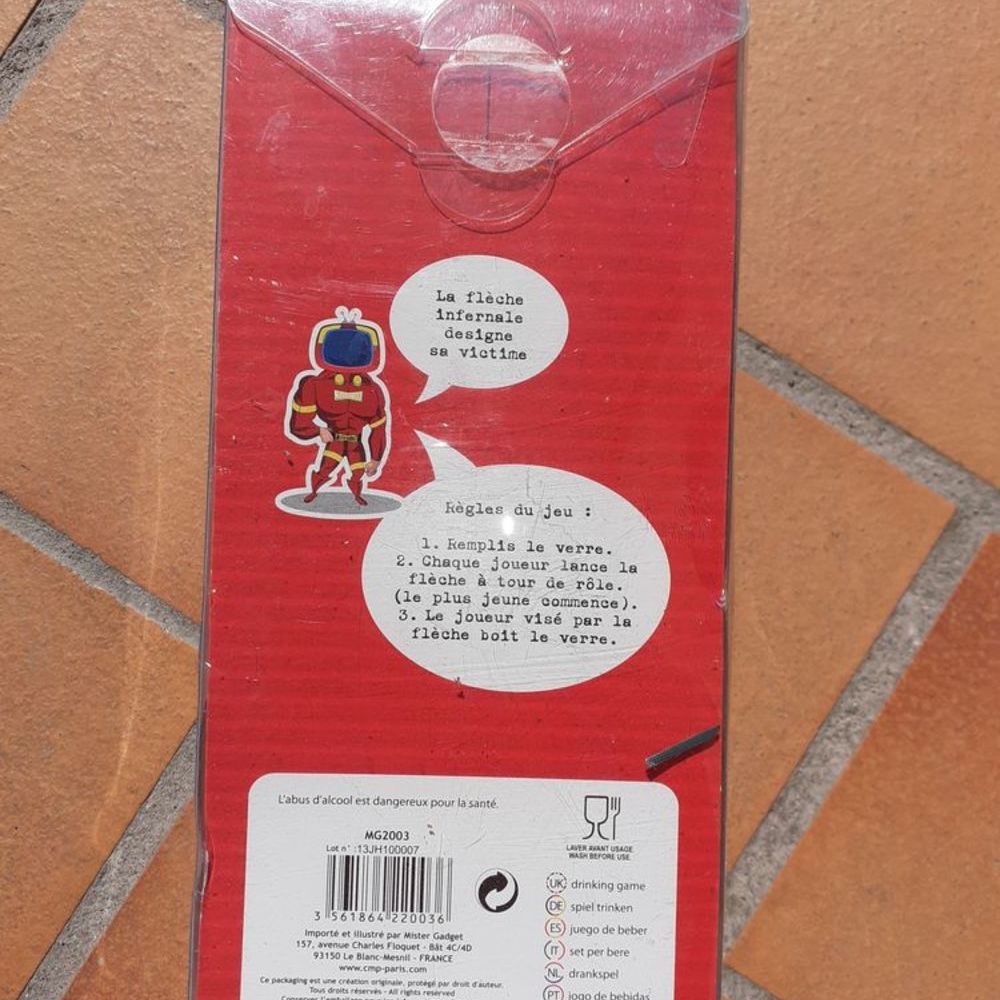 La flèche
infernale
designe
sa victime
Règles du jeu :
1. Remplis le verre.
2. Chaque joueur lance la
flèche à tour de rôle.
(le plus jeune commence).
3. Le joueur visé par la
flèche boit le verre.
L'abus d'alcool est dangereux pour la santé.
MG2003
Lot n° :13JH100007
3 561864 220036
LAVER AVANT USAGE
WASH BEFORE USE
UK drinking game
DE spiel trinken
ES juego de beber
IT set per bere
NL drankspel
PT jogo de bebidas
Importé et illustré par Mister Gadget
157, avenue Charles Floquet - Bât 4C/4D
93150 Le Blanc-Mesnil - FRANCE
www.cmp-paris.com
Ce packaging est une création originale, protégé par droit d'auteur.
Tous droits réservés - All rights reserved
Conserver l'emballage